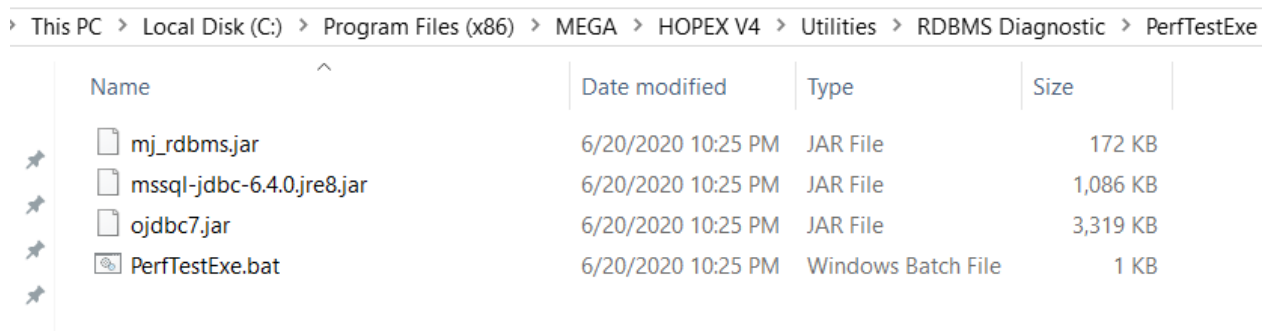 This PC > Local Disk (C:) > Program Files (x86) > MEGA > HOPEX V4 > Utilities > RDBMS Diagnostic > PerfTestExe
Name Date modified Type Size
mj_rdbms.jar 6/20/2020 10:25 PM JAR File 172 KB
mssql-jdbc-6.4.0.jre8.jar 6/20/2020 10:25 PM JAR File 1,086 KB
ojdbc7.jar 6/20/2020 10:25 PM JAR File 3,319 KB
PerfTestExe.bat 6/20/2020 10:25 PM Windows Batch File 1 KB